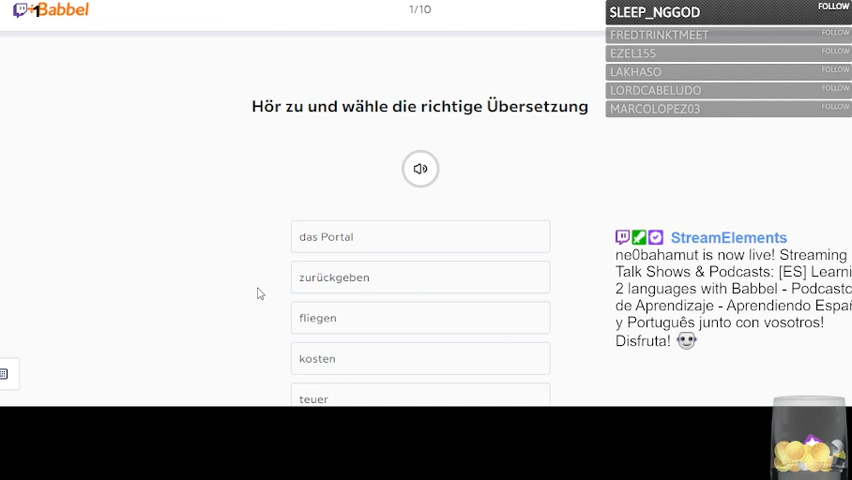 1
Babbel
1/10
Hör zu und wähle die richtige Übersetzung
das Portal
zurückgeben
fliegen
kosten
teuer
SLEEP_NGGOD FOLLOW
FREDTRINKTMEET FOLLOW
EZEL155 FOLLOW
LAKHASO FOLLOW
LORDCABELUDO FOLLOW
MARCOLOPEZ03 FOLLOW
StreamElements
ne0bahamut is now live! Streaming
Talk Shows & Podcasts: [ES] Learni
2 languages with Babbel - Podcasto
de Aprendizaje - Aprendiendo Españ
y Português junto con vosotros!
Disfruta!